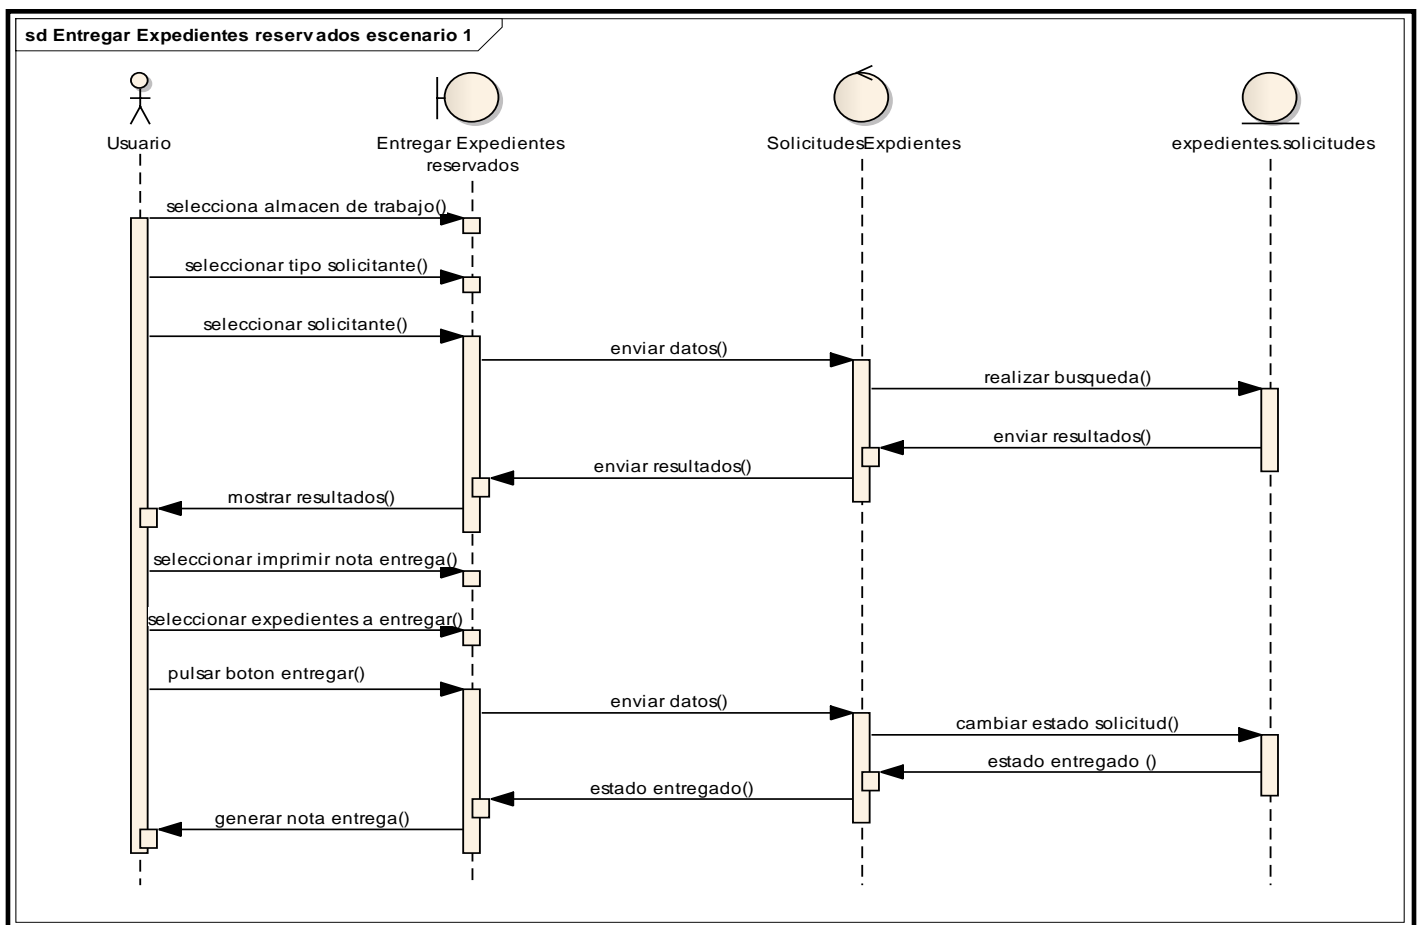 sd Entregar Expedientes reservados escenario 1
Usuario
Entregar Expedientes
reservados
SolicitudesExpdientes
expedientes.solicitudes
selecciona almacen de trabajo()
seleccionar tipo solicitante()
seleccionar solicitante()
enviar datos()
realizar busqueda()
enviar resultados()
enviar resultados()
mostrar resultados()
seleccionar imprimir nota entrega()
seleccionar expedientes a entregar()
pulsar boton entregar()
enviar datos()
cambiar estado solicitud()
estado entregado ()
estado entregado()
generar nota entrega()